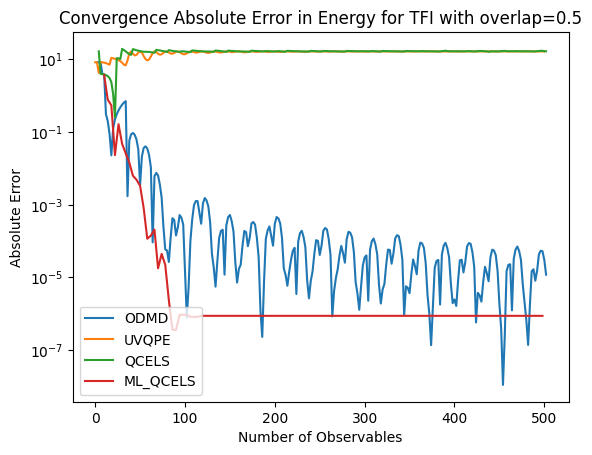 Convergence Absolute Error in Energy for TFI with overlap=0.5
Absolute Error
10^1
10^-1
10^-3
10^-5
10^-7
ODMD
UVQPE
QCELS
ML_QCELS
0 100 200 300 400 500
Number of Observables